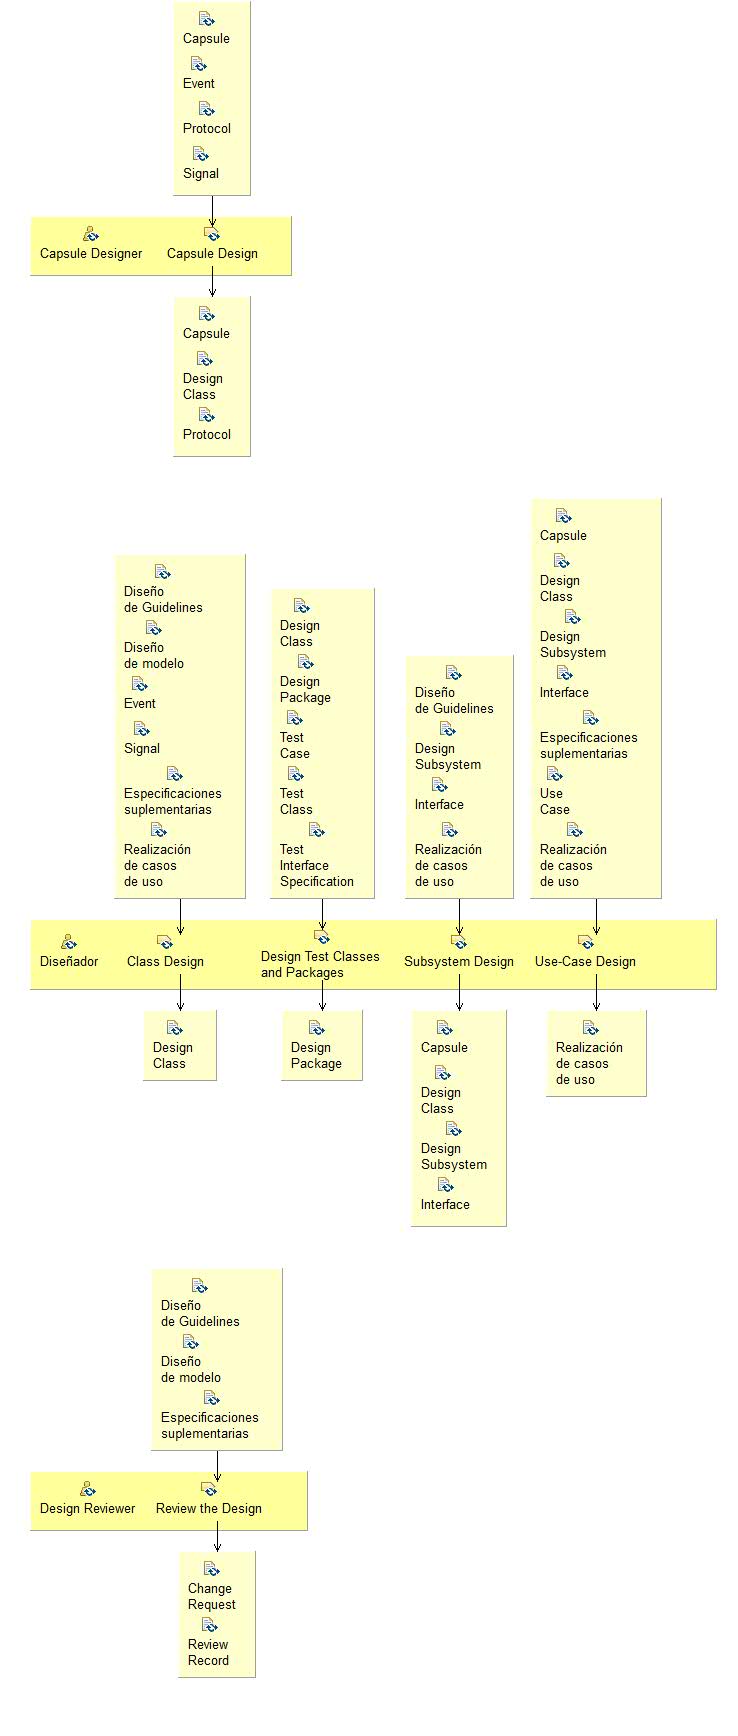 Capsule
Event
Protocol
Signal
Capsule Designer
Capsule Design
Capsule
Design
Class
Protocol
Diseño
de Guidelines
Diseño
de modelo
Event
Signal
Especificaciones
suplementarias
Realización
de casos
de uso
Design
Class
Design
Package
Test
Case
Test
Class
Test
Interface
Specification
Diseño
de Guidelines
Design
Subsystem
Interface
Realización
de casos
de uso
Capsule
Design
Class
Design
Subsystem
Interface
Especificaciones
suplementarias
Use
Case
Realización
de casos
de uso
Diseñador
Class Design
Design Test Classes
and Packages
Subsystem Design
Use-Case Design
Design
Class
Design
Package
Capsule
Design
Class
Design
Subsystem
Interface
Realización
de casos
de uso
Diseño
de Guidelines
Diseño
de modelo
Especificaciones
suplementarias
Design Reviewer
Review the Design
Change
Request
Review
Record